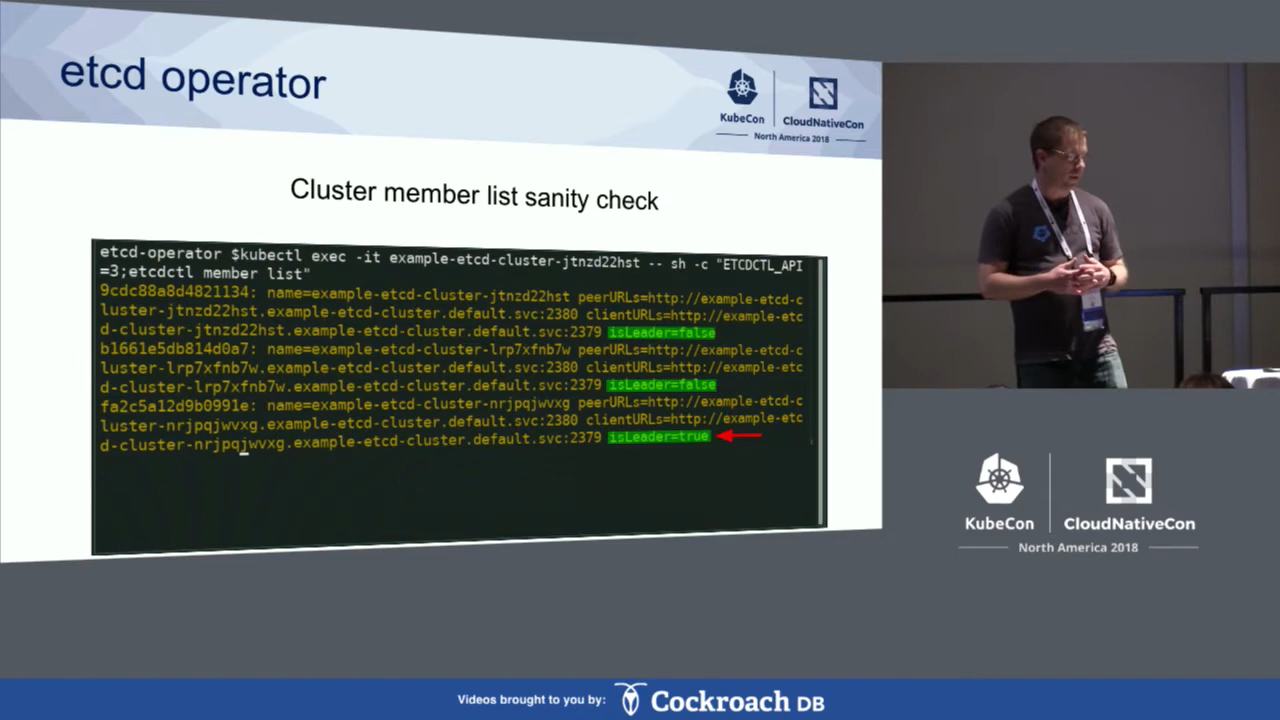 etcd operator
KubeCon
CloudNativeCon
North America 2018
Cluster member list sanity check
etcd-operator $kubectl exec -it example-etcd-cluster-jtnzd22hst -- sh -c "ETCDCTL_API
=3;etcdctl member list"
9cdc88a8d4821134: name=example-etcd-cluster-jtnzd22hst peerURLs=http://example-etcd-c
luster-jtnzd22hst.example-etcd-cluster.default.svc:2380 clientURLs=http://example-etc
d-cluster-jtnzd22hst.example-etcd-cluster.default.svc:2379 isLeader=false
b1661e5db814d0a7: name=example-etcd-cluster-lrp7xfnb7w peerURLs=http://example-etcd-c
luster-lrp7xfnb7w.example-etcd-cluster.default.svc:2380 clientURLs=http://example-etc
d-cluster-lrp7xfnb7w.example-etcd-cluster.default.svc:2379 isLeader=false
fa2c5a12d9b0991e: name=example-etcd-cluster-nrjpqjwvxg peerURLs=http://example-etcd-c
luster-nrjpqjwvxg.example-etcd-cluster.default.svc:2380 clientURLs=http://example-etc
d-cluster-nrjpqjwvxg.example-etcd-cluster.default.svc:2379 isLeader=true
KubeCon
CloudNativeCon
North America 2018
Videos brought to you by:
Cockroach DB